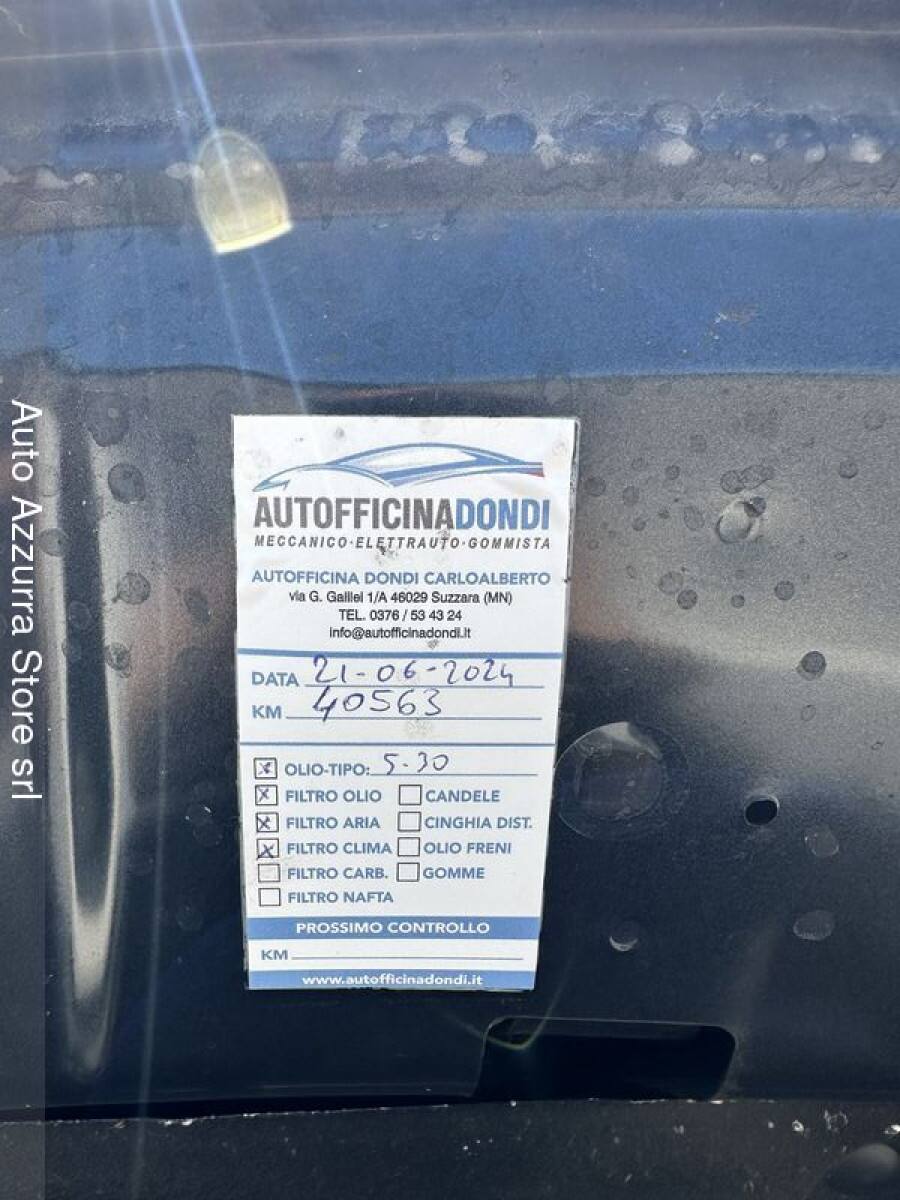 AUTOFFICINADONDI
MECCANICO·ELETTRAUTO·GOMMISTA
AUTOFFICINA DONDI CARLOALBERTO
via G. Galilei 1/A 46029 Suzzara (MN)
TEL. 0376 / 53 43 24
info@autofficinadondi.it
DATA 21-06-2024
KM 40563
OLIO-TIPO: 5-30
FILTRO OLIO CANDELE
FILTRO ARIA CINGHIA DIST.
FILTRO CLIMA OLIO FRENI
FILTRO CARB. GOMME
FILTRO NAFTA
PROSSIMO CONTROLLO
KM
www.autofficinadondi.it
Auto Azzurra Store srl